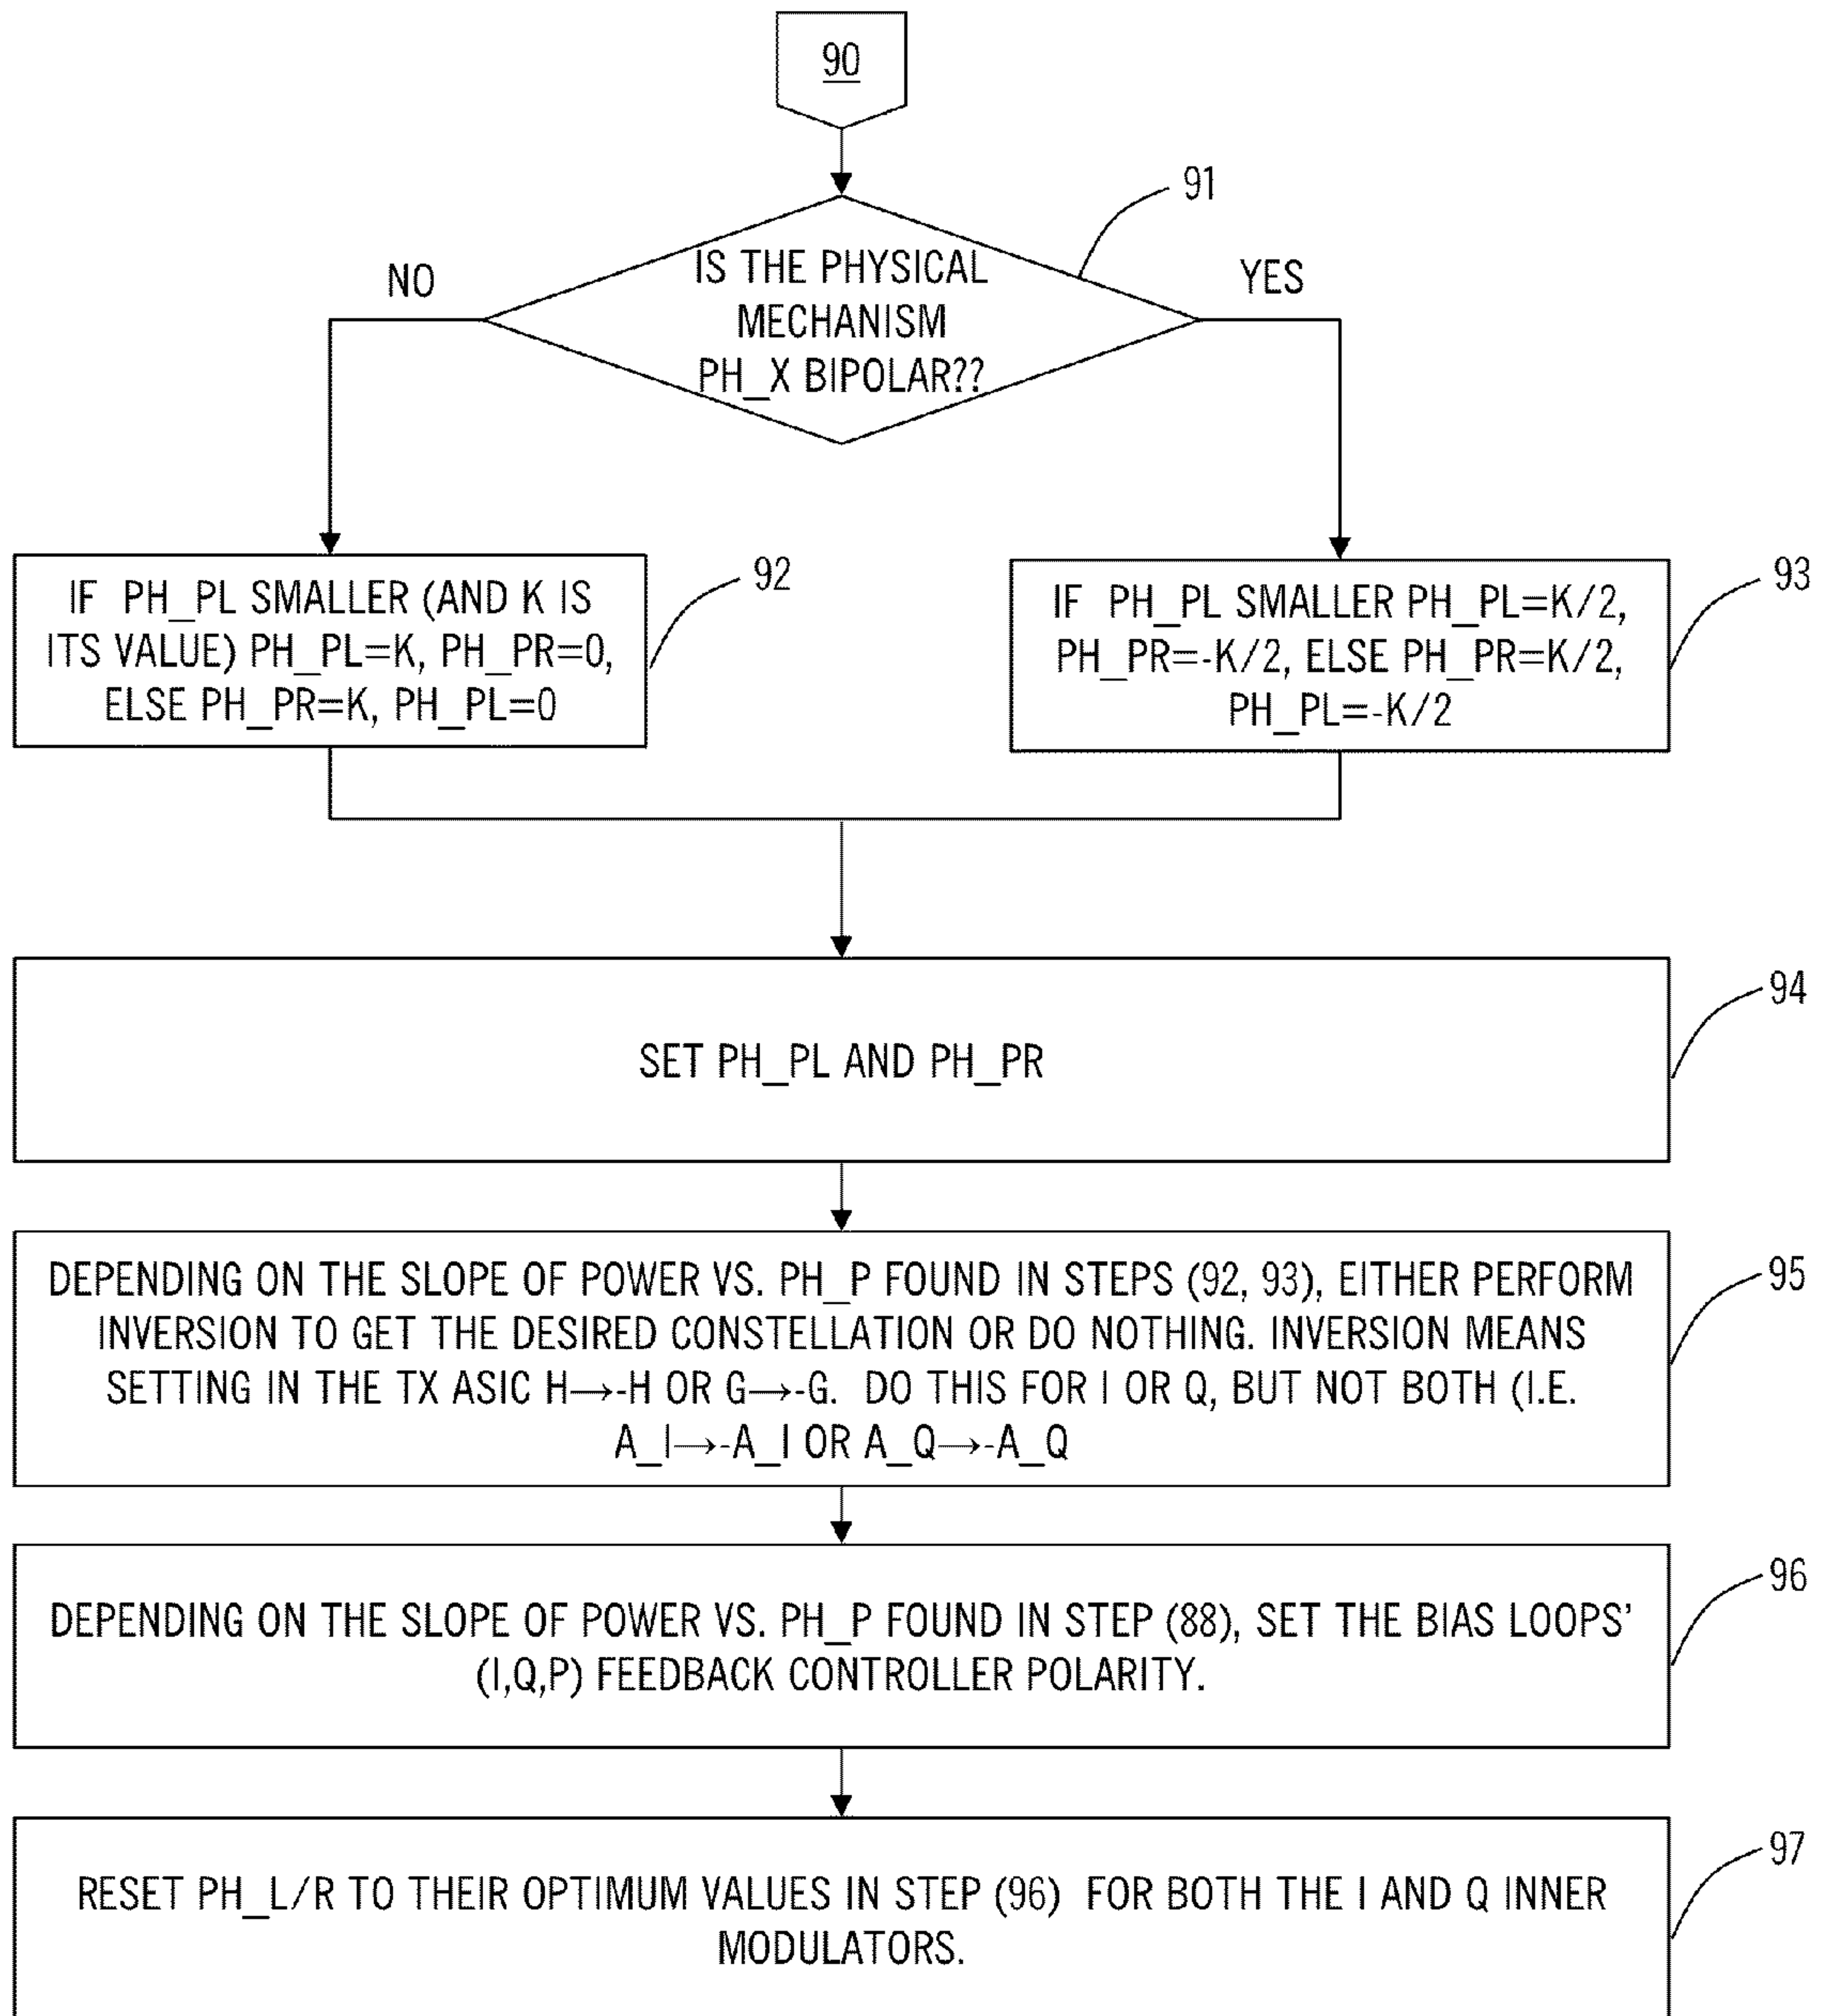 90
91
IS THE PHYSICAL
MECHANISM
PH_X BIPOLAR??
NO
YES
IF PH_PL SMALLER (AND K IS
ITS VALUE) PH_PL=K, PH_PR=0,
ELSE PH_PR=K, PH_PL=0
92
IF PH_PL SMALLER PH_PL=K/2,
PH_PR=-K/2, ELSE PH_PR=K/2,
PH_PL=-K/2
93
SET PH_PL AND PH_PR
94
DEPENDING ON THE SLOPE OF POWER VS. PH_P FOUND IN STEPS (92, 93), EITHER PERFORM
INVERSION TO GET THE DESIRED CONSTELLATION OR DO NOTHING. INVERSION MEANS
SETTING IN THE TX ASIC H→-H OR G→-G. DO THIS FOR I OR Q, BUT NOT BOTH (I.E.
A_I→-A_I OR A_Q→-A_Q
95
DEPENDING ON THE SLOPE OF POWER VS. PH_P FOUND IN STEP (88), SET THE BIAS LOOPS'
(I,Q,P) FEEDBACK CONTROLLER POLARITY.
96
RESET PH_L/R TO THEIR OPTIMUM VALUES IN STEP (96) FOR BOTH THE I AND Q INNER
MODULATORS.
97